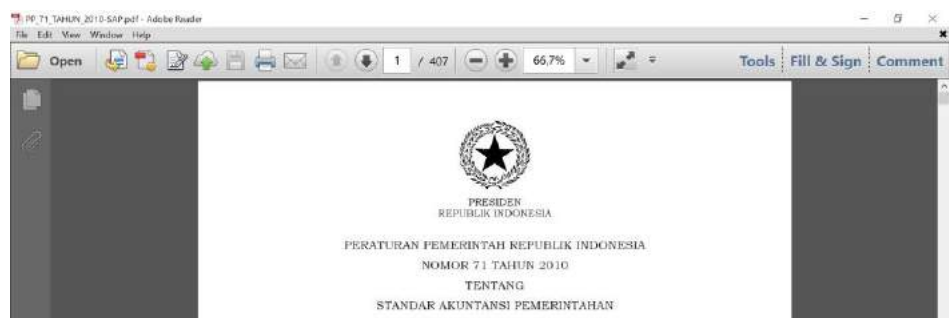 PP_71_TAHUN_2010-SAP.pdf - Adobe Reader
File Edit View Window Help
Open 1 / 407 66,7% Tools Fill & Sign Comment
PRESIDEN
REPUBLIK INDONESIA
PERATURAN PEMERINTAH REPUBLIK INDONESIA
NOMOR 71 TAHUN 2010
TENTANG
STANDAR AKUNTANSI PEMERINTAHAN